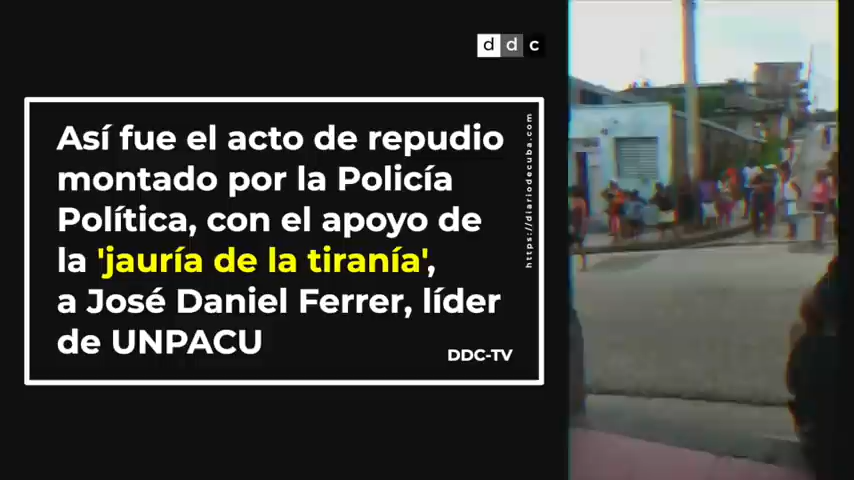 ddc
Así fue el acto de repudio
montado por la Policía
Política, con el apoyo de
la 'jauría de la tiranía',
a José Daniel Ferrer, líder
de UNPACU
DDC-TV
https://diariodecuba.com